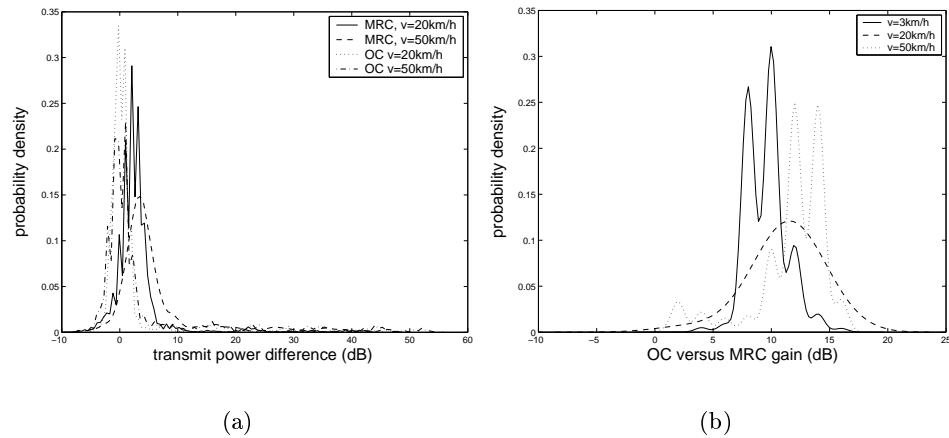 0.35
0.3
0.25
0.2
0.15
0.1
0.05
0
probability density
−10 0 10 20 30 40 50 60
transmit power difference (dB)
MRC, v=20km/h
MRC, v=50km/h
OC v=20km/h
OC v=50km/h
(a)
0.35
0.3
0.25
0.2
0.15
0.1
0.05
0
probability density
−10 −5 0 5 10 15 20 25
OC versus MRC gain (dB)
v=3km/h
v=20km/h
v=50km/h
(b)